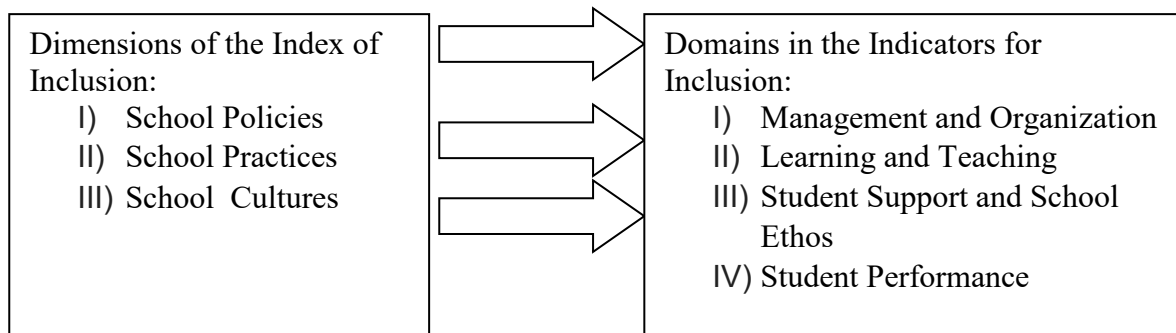 Dimensions of the Index of
Inclusion:
I) School Policies
II) School Practices
III) School Cultures
Domains in the Indicators for
Inclusion:
I) Management and Organization
II) Learning and Teaching
III) Student Support and School
Ethos
IV) Student Performance